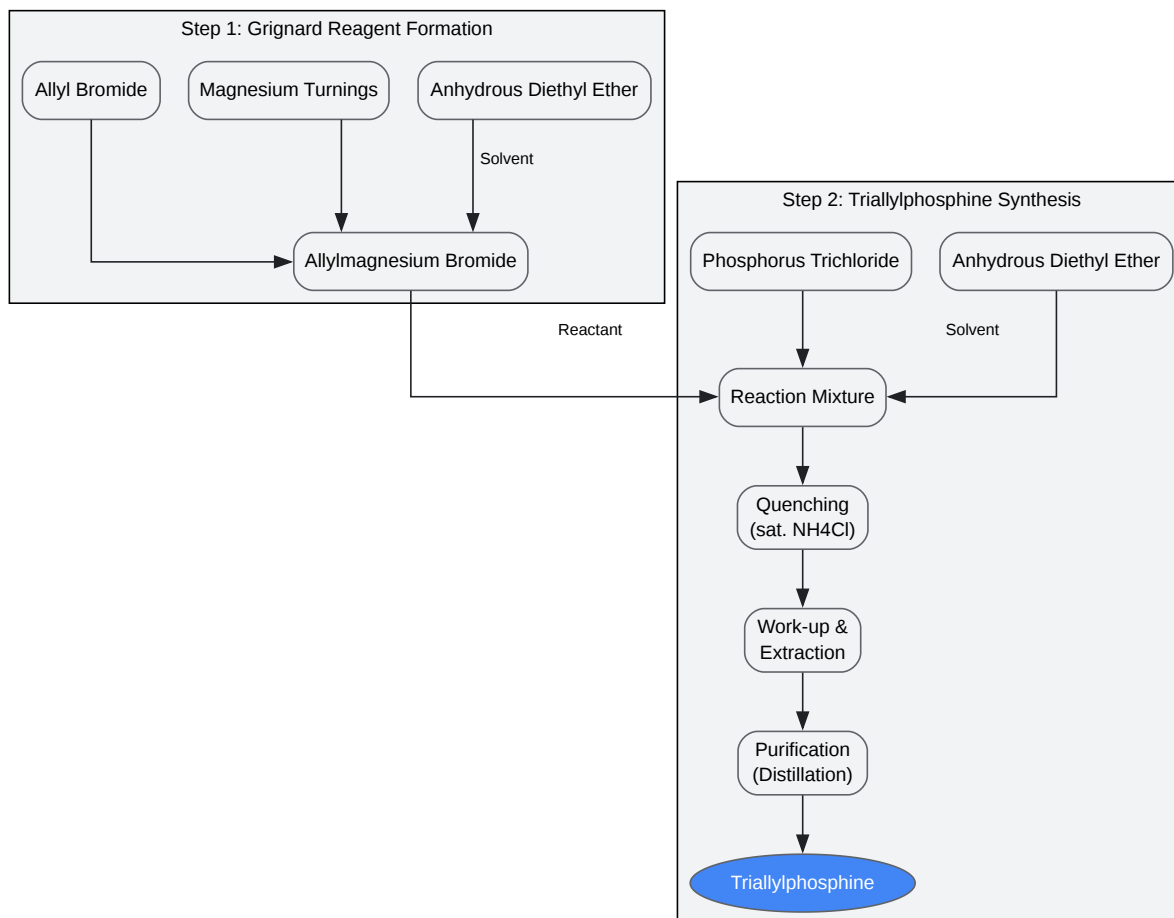 Step 1: Grignard Reagent Formation
Allyl Bromide
Magnesium Turnings
Anhydrous Diethyl Ether
Solvent
Allylmagnesium Bromide
Reactant
Step 2: Triallylphosphine Synthesis
Phosphorus Trichloride
Anhydrous Diethyl Ether
Solvent
Reaction Mixture
Quenching
(sat. NH4Cl)
Work-up &
Extraction
Purification
(Distillation)
Triallylphosphine